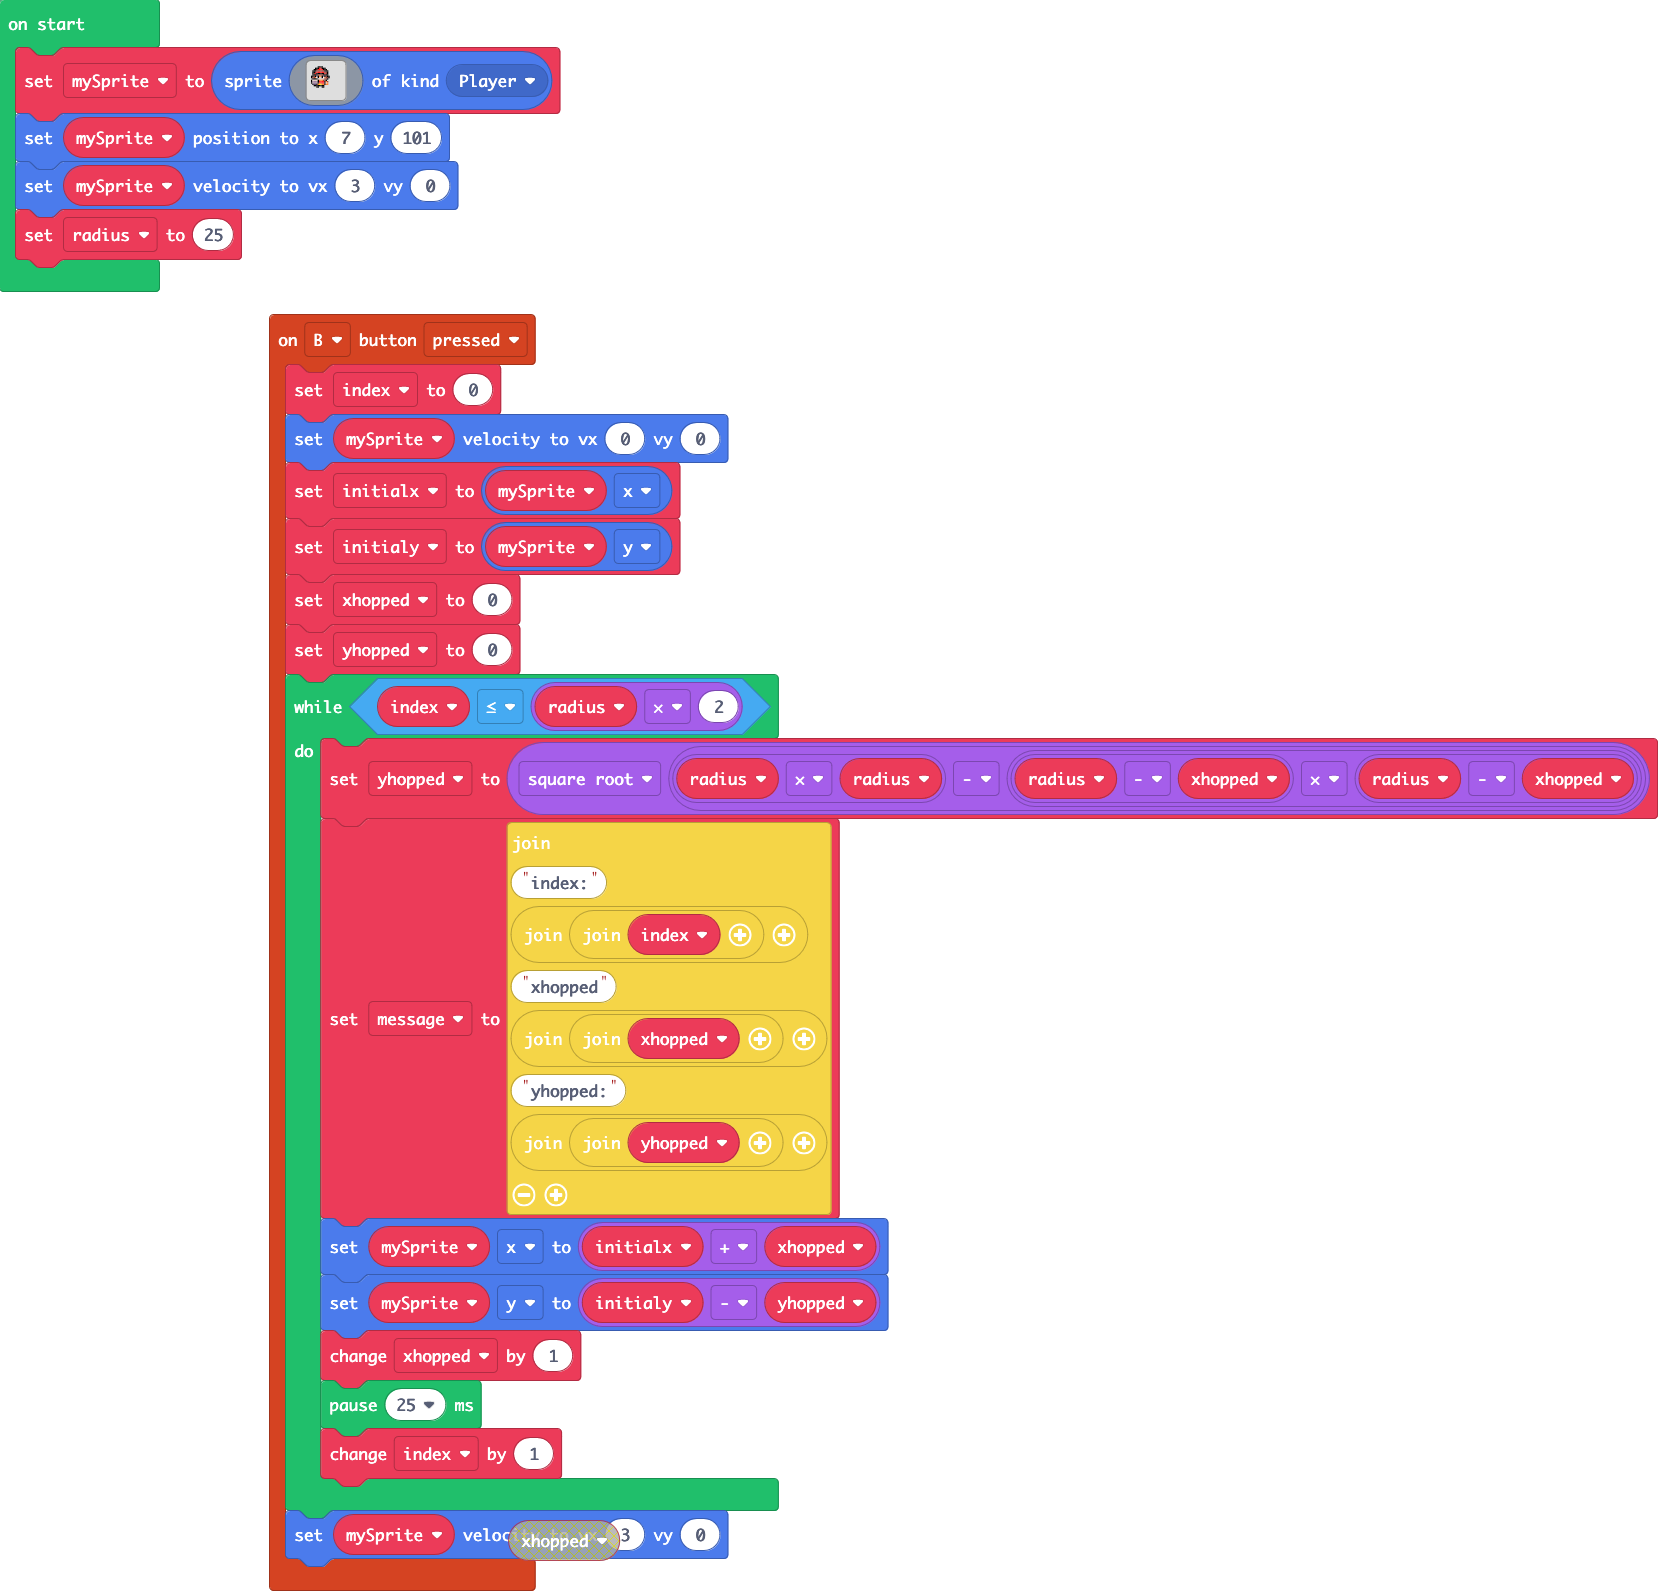 on start
set mySprite to sprite of kind Player
set mySprite position to x 7 y 101
set mySprite velocity to vx 3 vy 0
set radius to 25
on B button pressed
set index to 0
set mySprite velocity to vx 0 vy 0
set initialx to mySprite x
set initialy to mySprite y
set xhopped to 0
set yhopped to 0
while index ≤ radius × 2
do
set yhopped to square root radius × radius - radius - xhopped × radius - xhopped
set message to
join
"index:"
join join index
"xhopped"
join join xhopped
"yhopped:"
join join yhopped
set mySprite x to initialx + xhopped
set mySprite y to initialy - yhopped
change xhopped by 1
pause 25 ms
change index by 1
set mySprite 3 vy 0
xhopped